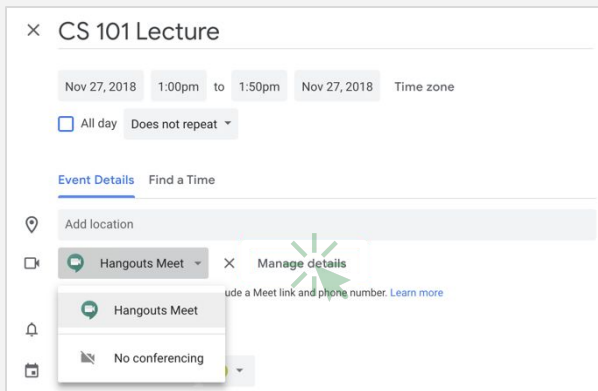 CS 101 Lecture
Nov 27, 2018 1:00pm to 1:50pm Nov 27, 2018 Time zone
All day Does not repeat
Event Details Find a Time
Add location
Hangouts Meet Manage details
a Meet link and phone number. Learn more
Hangouts Meet
No conferencing